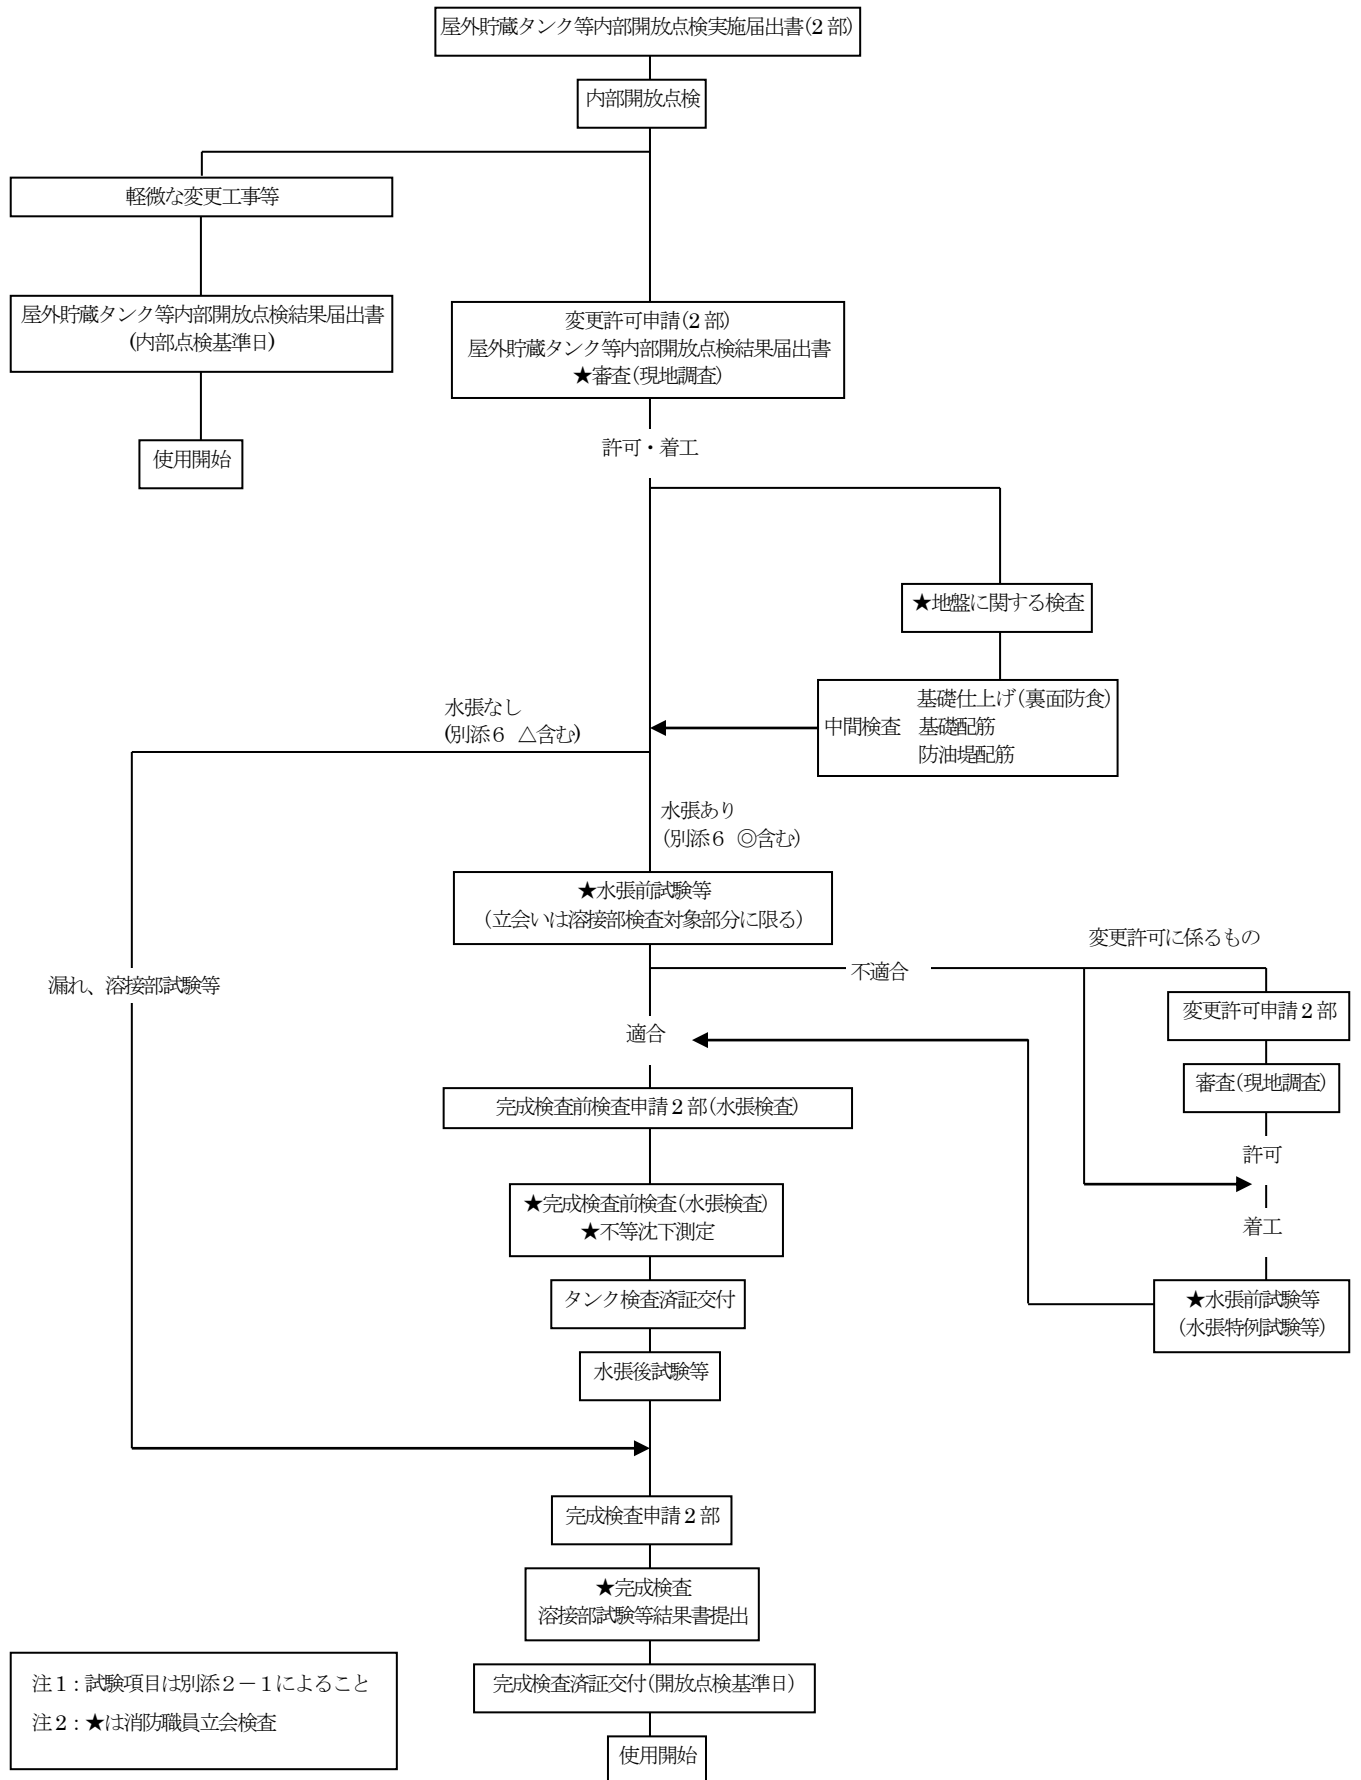 屋外貯蔵タンク等内部開放点検実施届出書(2部)
内部開放点検
軽微な変更工事等
屋外貯蔵タンク等内部開放点検結果届出書
(内部点検基準日)
使用開始
変更許可申請(2部)
屋外貯蔵タンク等内部開放点検結果届出書
★審査(現地調査)
許可・着工
★地盤に関する検査
基礎仕上げ(裏面防食)
中間検査 基礎配筋
防油堤配筋
水張なし
(別添6 △含む)
水張あり
(別添6 ◎含む)
★水張前試験等
(立会いは溶接部検査対象部分に限る)
変更許可に係るもの
不適合
漏れ、溶接部試験等
変更許可申請2部
適合
審査(現地調査)
完成検査前検査申請2部(水張検査)
許可
★完成検査前検査(水張検査)
★不等沈下測定
着工
タンク検査済証交付
★水張前試験等
(水張特例試験等)
水張後試験等
完成検査申請2部
★完成検査
溶接部試験等結果書提出
完成検査済証交付(開放点検基準日)
使用開始
注1:試験項目は別添2-1によること
注2:★は消防職員立会検査